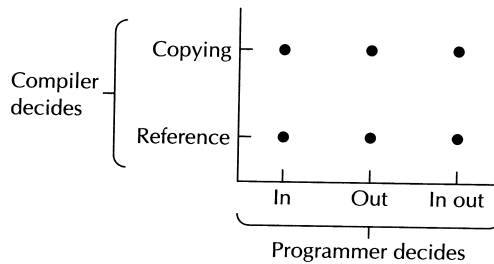 Copying
Compiler
decides
Reference
In Out In out
Programmer decides